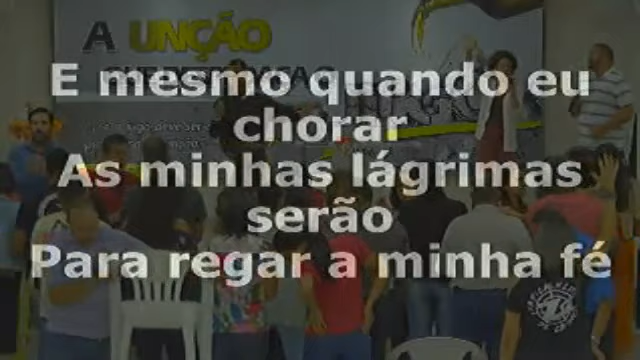 A UNÇÃO
E mesmo quando eu
chorar
As minhas lágrimas
serão
Para regar a minha fé